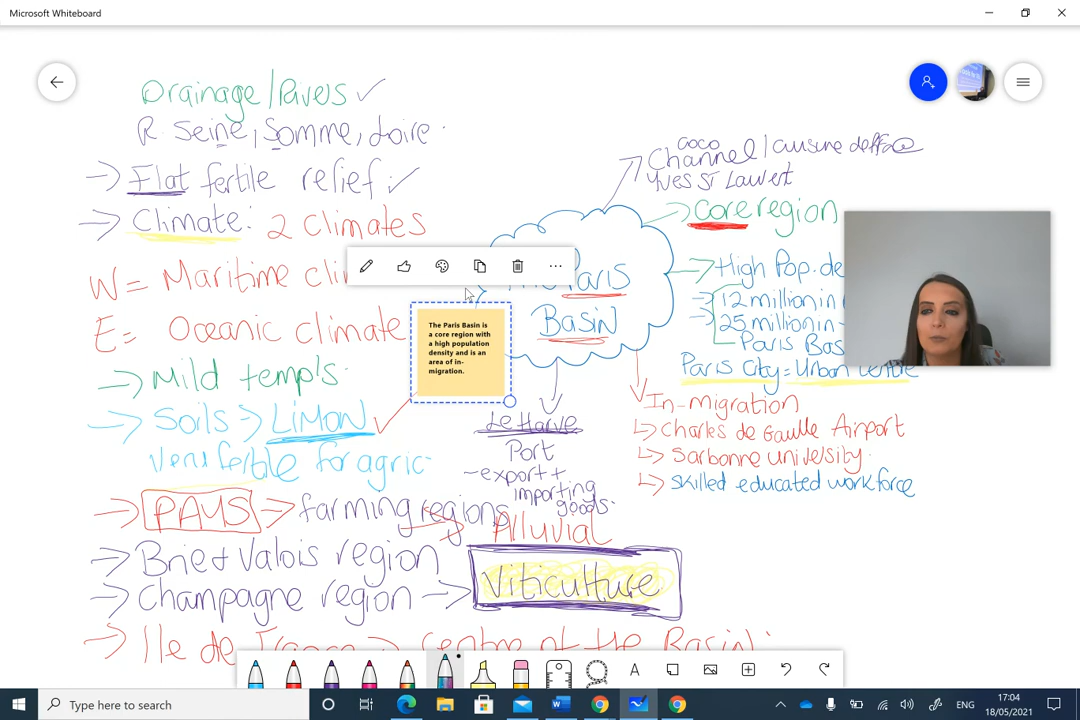 Microsoft Whiteboard
Drainage/Rivers ✓
R. Seine, Somme, Loire.
→ Flat fertile relief ✓
→ Climate: 2 climates
W = Maritime cli
E = Oceanic climate
→ Mild temp's.
→ Soils → LIMON
very fertile for agric.
→ PAYS → farming regions
Alluvial
→ Brie + Valois region
→ Champagne region → Viticulture
→ Ile de France → Centre of the Basin.
The Paris Basin is
a core region with
a high population
density and is an
area of in-
migration.
Paris
Basin
Coco
Channel / cuisine
Yves St Laurent
→ Core region
→ High Pop. de
12 million in
25 million in
Paris Bas
Paris City = Urban Centre
In-migration
↳ Charles de Gaulle Airport
↳ Sarbonne university.
↳ skilled educated workforce
Le Harve
Port
- export +
importing
goods.
A
Type here to search
W
ENG
17:04
18/05/2021